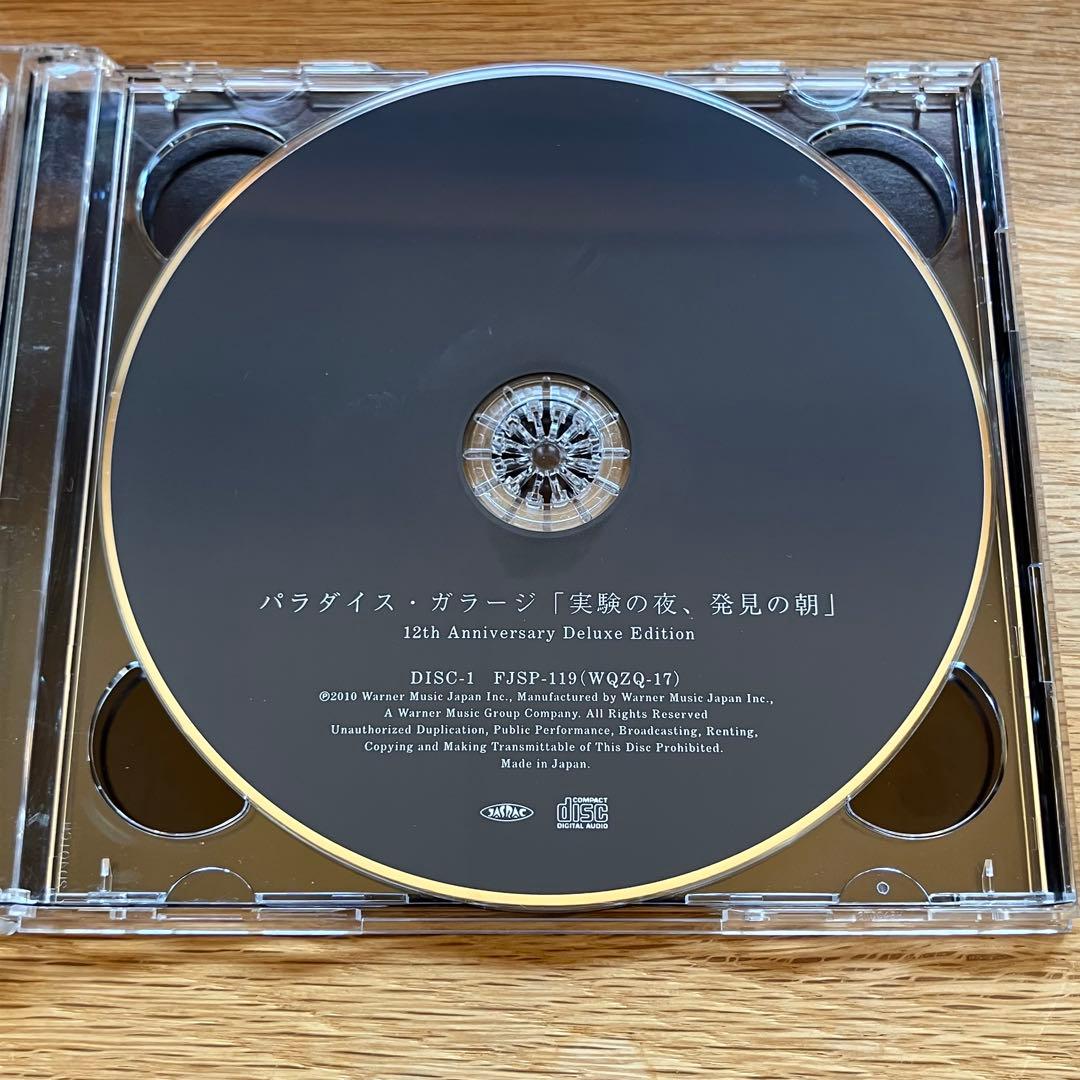 パラダイス・ガラージ「実験の夜、発見の朝」
12th Anniversary Deluxe Edition
DISC-1 FJSP-119(WQZQ-17)
℗2010 Warner Music Japan Inc., Manufactured by Warner Music Japan Inc.,
A Warner Music Group Company. All Rights Reserved
Unauthorized Duplication, Public Performance, Broadcasting, Renting,
Copying and Making Transmittable of This Disc Prohibited.
Made in Japan.
JASRAC
COMPACT
disc
DIGITAL AUDIO